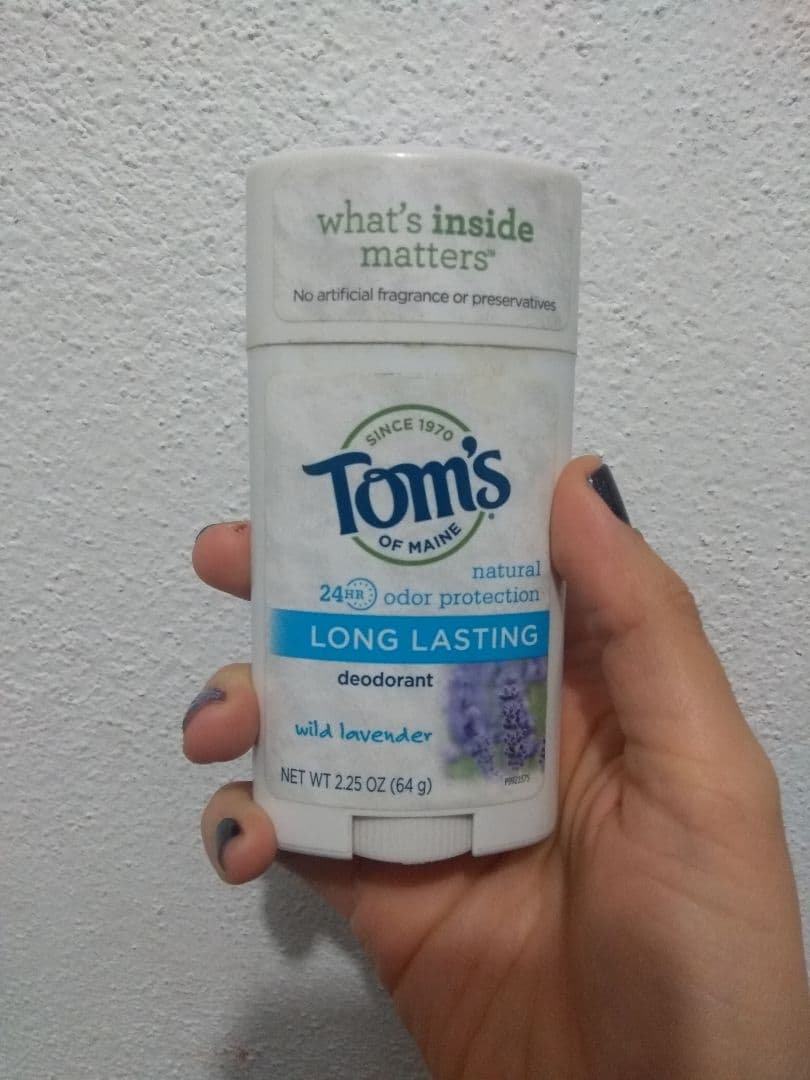 what's inside
matters™
No artificial fragrance or preservatives
SINCE 1970
Tom's®
OF MAINE
natural
24HR odor protection
LONG LASTING
deodorant
wild lavender
NET WT 2.25 OZ (64 g)